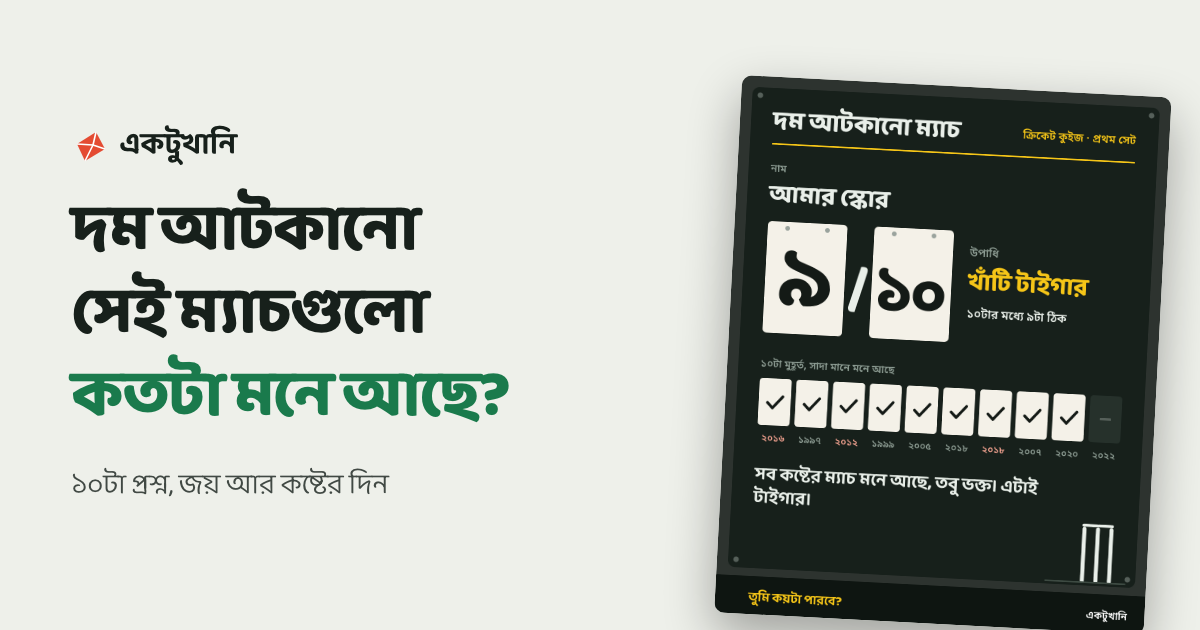 একটুখানি
দম আটকানো
সেই ম্যাচগুলো
কতটা মনে আছে?
১০টা প্রশ্ন, জয় আর কষ্টের দিন
দম আটকানো ম্যাচ
ক্রিকেট কুইজ · প্রথম সেট
নাম
আমার স্কোর
৯/১০
উপাধি
খাঁটি টাইগার
১০টার মধ্যে ৯টা ঠিক
১০টা মুহূর্ত, সাদা মানে মনে আছে
২০১৬ ১৯৯৭ ২০১২ ১৯৯৯ ২০০৫ ২০১৮ ২০১৮ ২০০৭ ২০২০ ২০২২
সব কষ্টের ম্যাচ মনে আছে, তবু ভক্ত। এটাই
টাইগার।
তুমি কয়টা পারবে?
একটুখানি